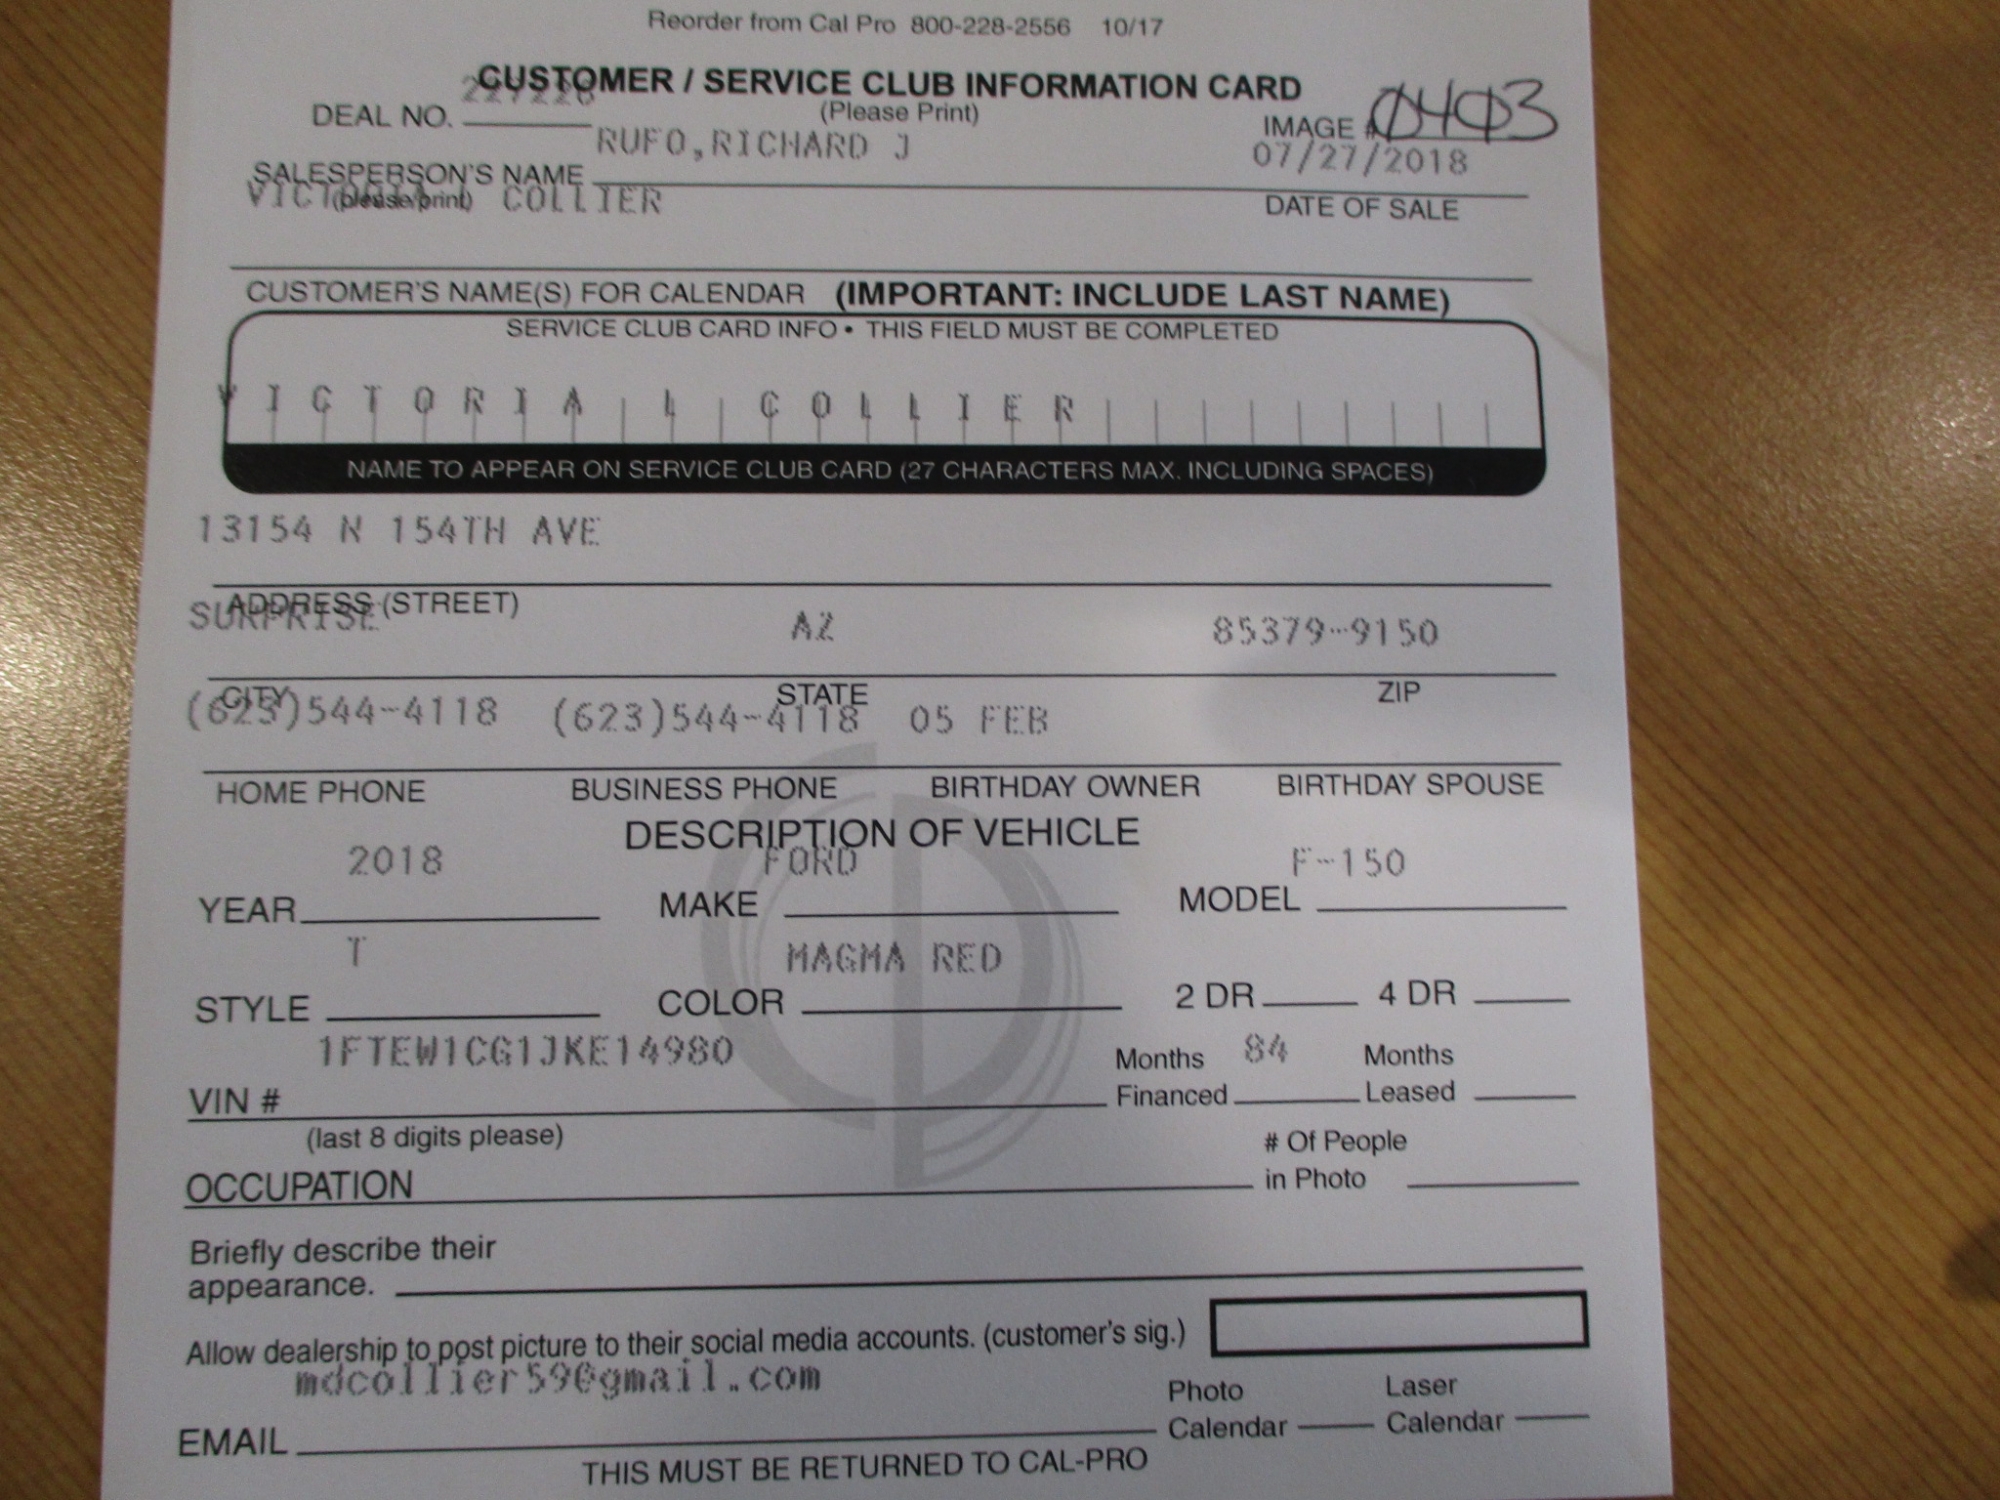 Reorder from Cal Pro 800-228-2556 10/17
CUSTOMER / SERVICE CLUB INFORMATION CARD
(Please Print)
DEAL NO. 227226
IMAGE # 0403
RUFO,RICHARD J 07/27/2018
SALESPERSON'S NAME
(please print)
DATE OF SALE
VICTORIA L COLLIER
CUSTOMER'S NAME(S) FOR CALENDAR (IMPORTANT: INCLUDE LAST NAME)
SERVICE CLUB CARD INFO • THIS FIELD MUST BE COMPLETED
VICTORIA L COLLIER
NAME TO APPEAR ON SERVICE CLUB CARD (27 CHARACTERS MAX. INCLUDING SPACES)
13154 N 154TH AVE
ADDRESS (STREET)
SURPRISE AZ 85379-9150
CITY STATE ZIP
(623)544-4118 (623)544-4118 05 FEB
HOME PHONE BUSINESS PHONE BIRTHDAY OWNER BIRTHDAY SPOUSE
DESCRIPTION OF VEHICLE
2018 FORD F-150
YEAR MAKE MODEL
T MAGMA RED
STYLE COLOR 2 DR 4 DR
1FTEW1CG1JKE14980
Months Financed 84 Months Leased
VIN #
(last 8 digits please)
# Of People
in Photo
OCCUPATION
Briefly describe their
appearance.
Allow dealership to post picture to their social media accounts. (customer's sig.)
mdcollier59@gmail.com
Photo Calendar Laser Calendar
EMAIL
THIS MUST BE RETURNED TO CAL-PRO